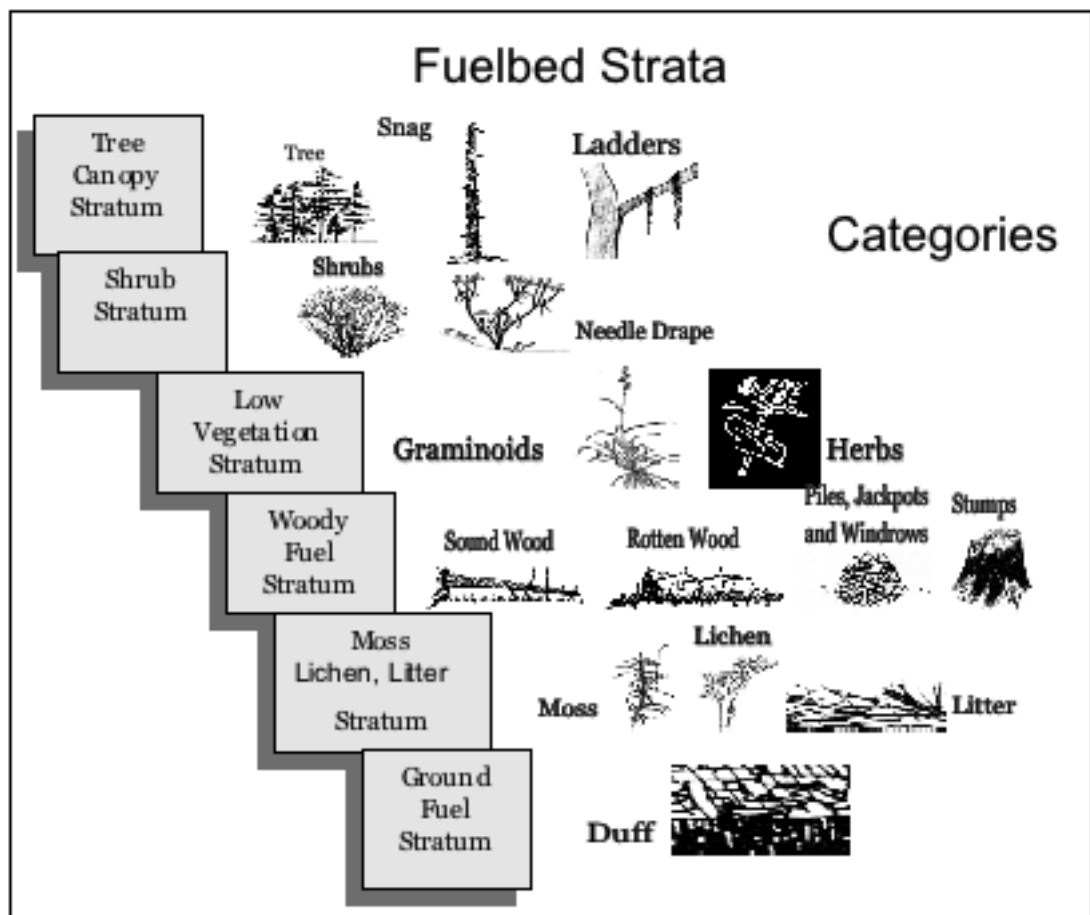 Fuelbed Strata
Categories
Tree
Canopy
Stratum
Tree
Snag
Ladders
Shrub
Stratum
Shrubs
Needle Drape
Low
Vegetation
Stratum
Graminoids
Herbs
Woody
Fuel
Stratum
Sound Wood
Rotten Wood
Piles, Jackpots
and Windrows
Stumps
Moss
Lichen, Litter
Stratum
Moss
Lichen
Litter
Ground
Fuel
Stratum
Duff